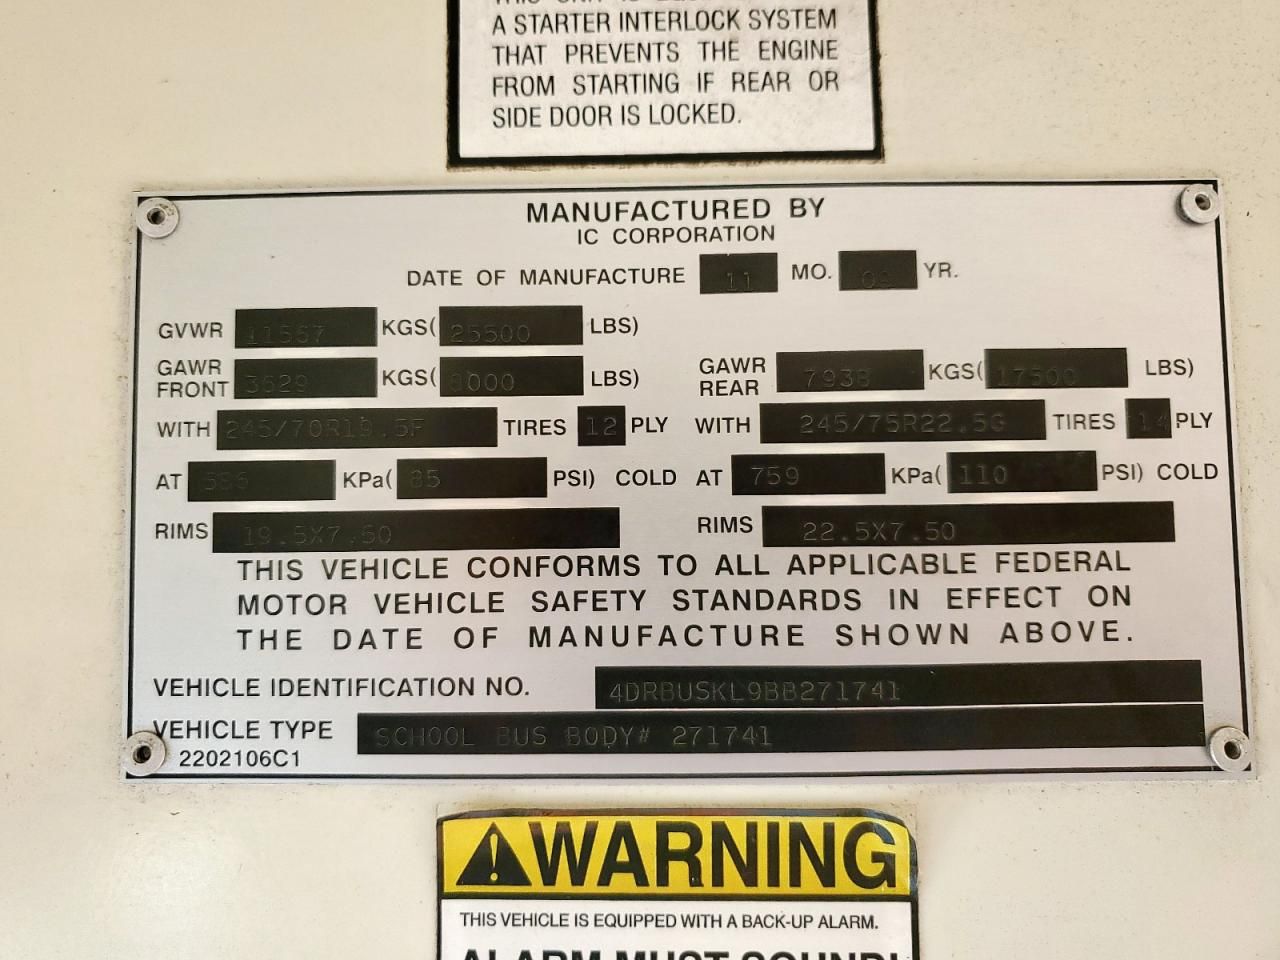 A STARTER INTERLOCK SYSTEM
THAT PREVENTS THE ENGINE
FROM STARTING IF REAR OR
SIDE DOOR IS LOCKED.
MANUFACTURED BY
IC CORPORATION
DATE OF MANUFACTURE 11 MO. YR.
GVWR 11567 KGS( 25500 LBS)
GAWR FRONT 3629 KGS( 8000 LBS)
GAWR REAR 7938 KGS( 17500 LBS)
WITH 245/70R19.5F TIRES 12 PLY
WITH 245/75R22.5G TIRES 14 PLY
AT 586 KPa( 85 PSI) COLD
AT 759 KPa( 110 PSI) COLD
RIMS 19.5X7.50
RIMS 22.5X7.50
THIS VEHICLE CONFORMS TO ALL APPLICABLE FEDERAL
MOTOR VEHICLE SAFETY STANDARDS IN EFFECT ON
THE DATE OF MANUFACTURE SHOWN ABOVE.
VEHICLE IDENTIFICATION NO. 4DRBUSKL9BB271741
VEHICLE TYPE SCHOOL BUS BODY# 271741
2202106C1
WARNING
THIS VEHICLE IS EQUIPPED WITH A BACK-UP ALARM.
ALARM MUST SOUND!